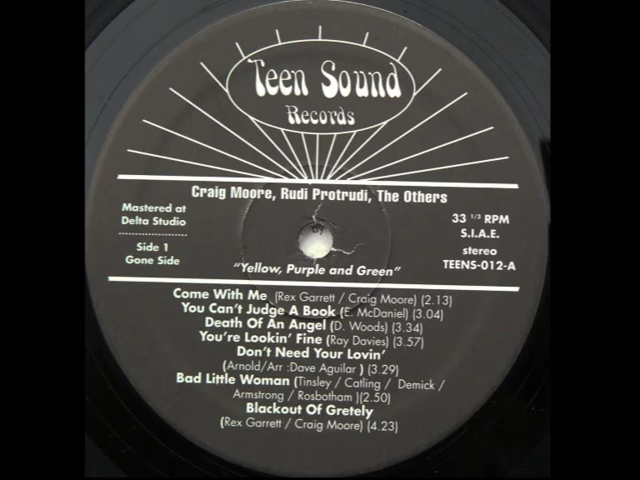 Teen Sound
Records
Craig Moore, Rudi Protrudi, The Others
Mastered at
Delta Studio
Side 1
Gone Side
33 1/3 RPM
S.I.A.E.
stereo
TEENS-012-A
"Yellow, Purple and Green"
Come With Me (Rex Garrett / Craig Moore) (2.13)
You Can't Judge A Book (E. McDaniel) (3.04)
Death Of An Angel (D. Woods) (3.34)
You're Lookin' Fine (Ray Davies) (3.57)
Don't Need Your Lovin'
(Arnold/Arr :Dave Aguilar ) (3.29)
Bad Little Woman (Tinsley / Catling / Demick /
Armstrong / Rosbotham )(2.50)
Blackout Of Gretely
(Rex Garrett / Craig Moore) (4.23)